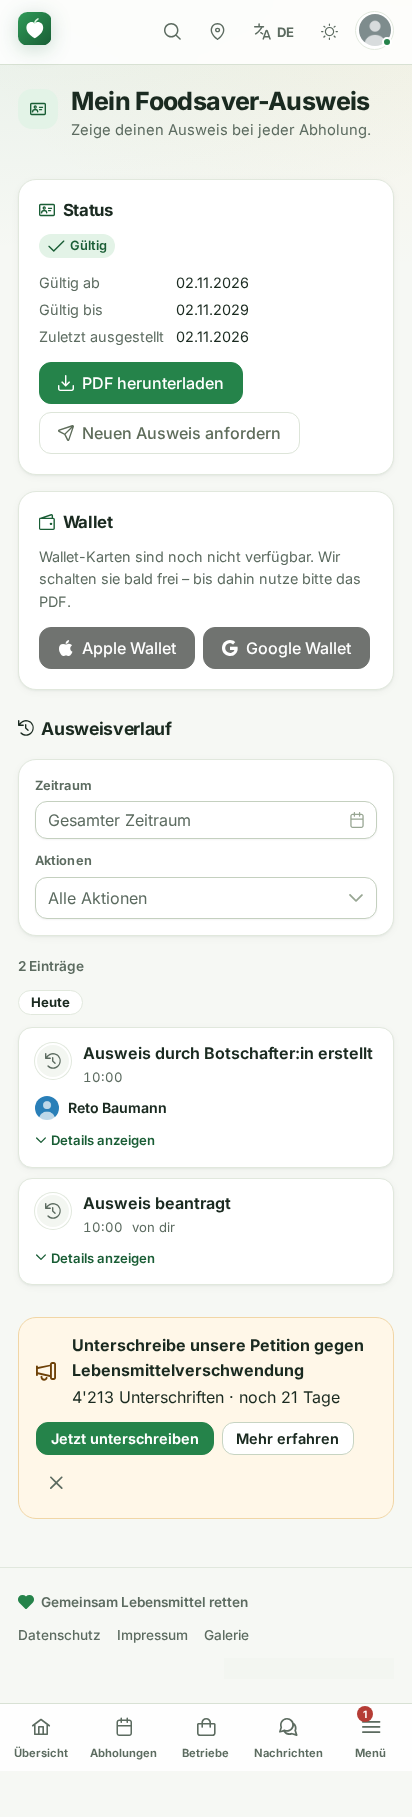 DE
Mein Foodsaver-Ausweis
Zeige deinen Ausweis bei jeder Abholung.
Status
Gültig
Gültig ab 02.11.2026
Gültig bis 02.11.2029
Zuletzt ausgestellt 02.11.2026
PDF herunterladen
Neuen Ausweis anfordern
Wallet
Wallet-Karten sind noch nicht verfügbar. Wir
schalten sie bald frei – bis dahin nutze bitte das
PDF.
Apple Wallet
Google Wallet
Ausweisverlauf
Zeitraum
Gesamter Zeitraum
Aktionen
Alle Aktionen
2 Einträge
Heute
Ausweis durch Botschafter:in erstellt
10:00
Reto Baumann
Details anzeigen
Ausweis beantragt
10:00 von dir
Details anzeigen
Unterschreibe unsere Petition gegen
Lebensmittelverschwendung
4'213 Unterschriften · noch 21 Tage
Jetzt unterschreiben
Mehr erfahren
Gemeinsam Lebensmittel retten
Datenschutz Impressum Galerie
1
Übersicht Abholungen Betriebe Nachrichten Menü